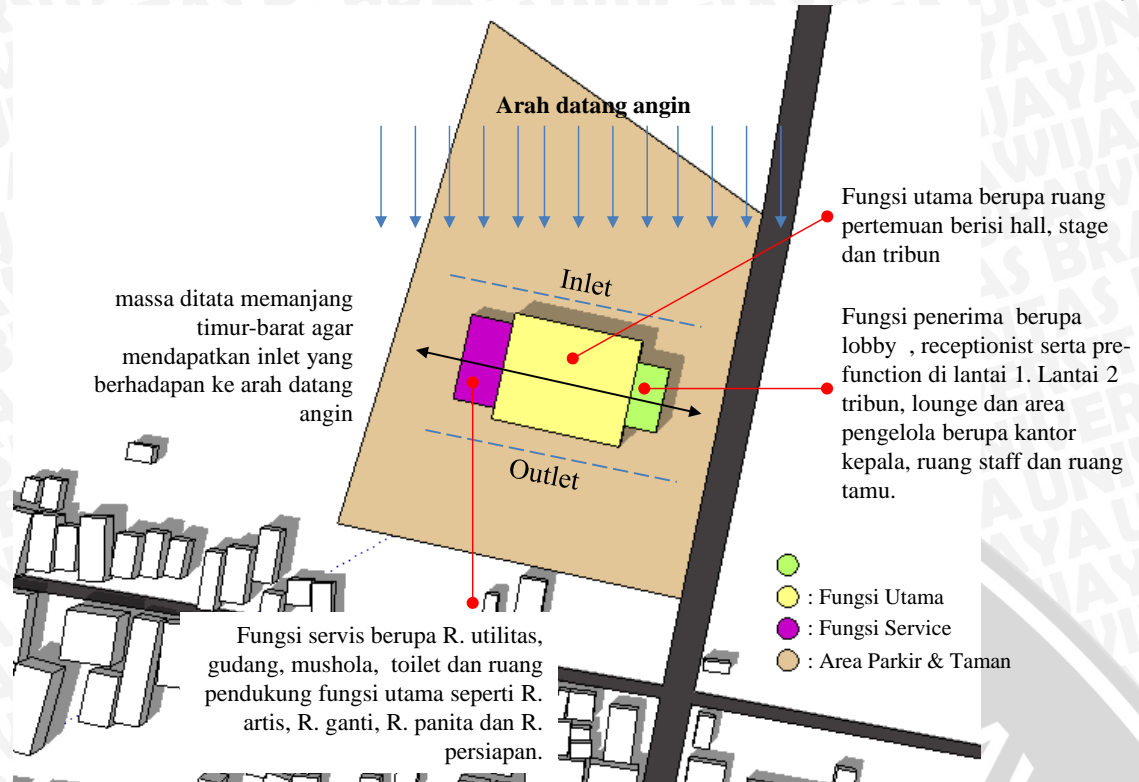 Arah datang angin
Fungsi utama berupa ruang
pertemuan berisi hall, stage
dan tribun
Inlet
massa ditata memanjang
timur-barat agar
mendapatkan inlet yang
berhadapan ke arah datang
angin
Fungsi penerima berupa
lobby , receptionist serta pre-
function di lantai 1. Lantai 2
tribun, lounge dan area
pengelola berupa kantor
kepala, ruang staff dan ruang
tamu.
Outlet
: Fungsi Utama
: Fungsi Service
: Area Parkir & Taman
Fungsi servis berupa R. utilitas,
gudang, mushola, toilet dan ruang
pendukung fungsi utama seperti R.
artis, R. ganti, R. panita dan R.
persiapan.